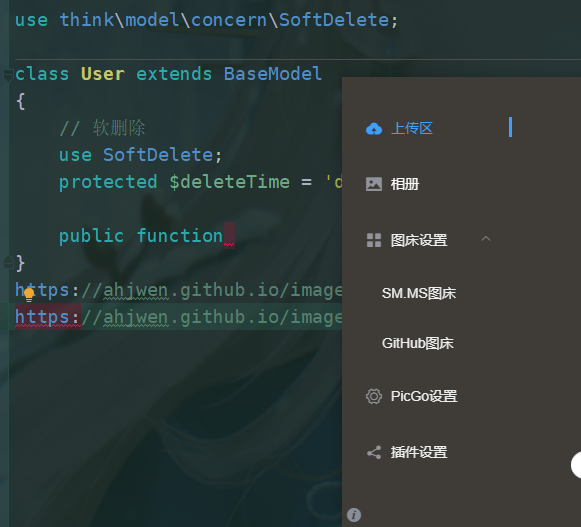 use think\model\concern\SoftDelete;
class User extends BaseModel
{
// 软删除
use SoftDelete;
protected $deleteTime = 'd
public function
}
https://ahjwen.github.io/image
https://ahjwen.github.io/image
上传区
相册
图床设置
SM.MS图床
GitHub图床
PicGo设置
插件设置